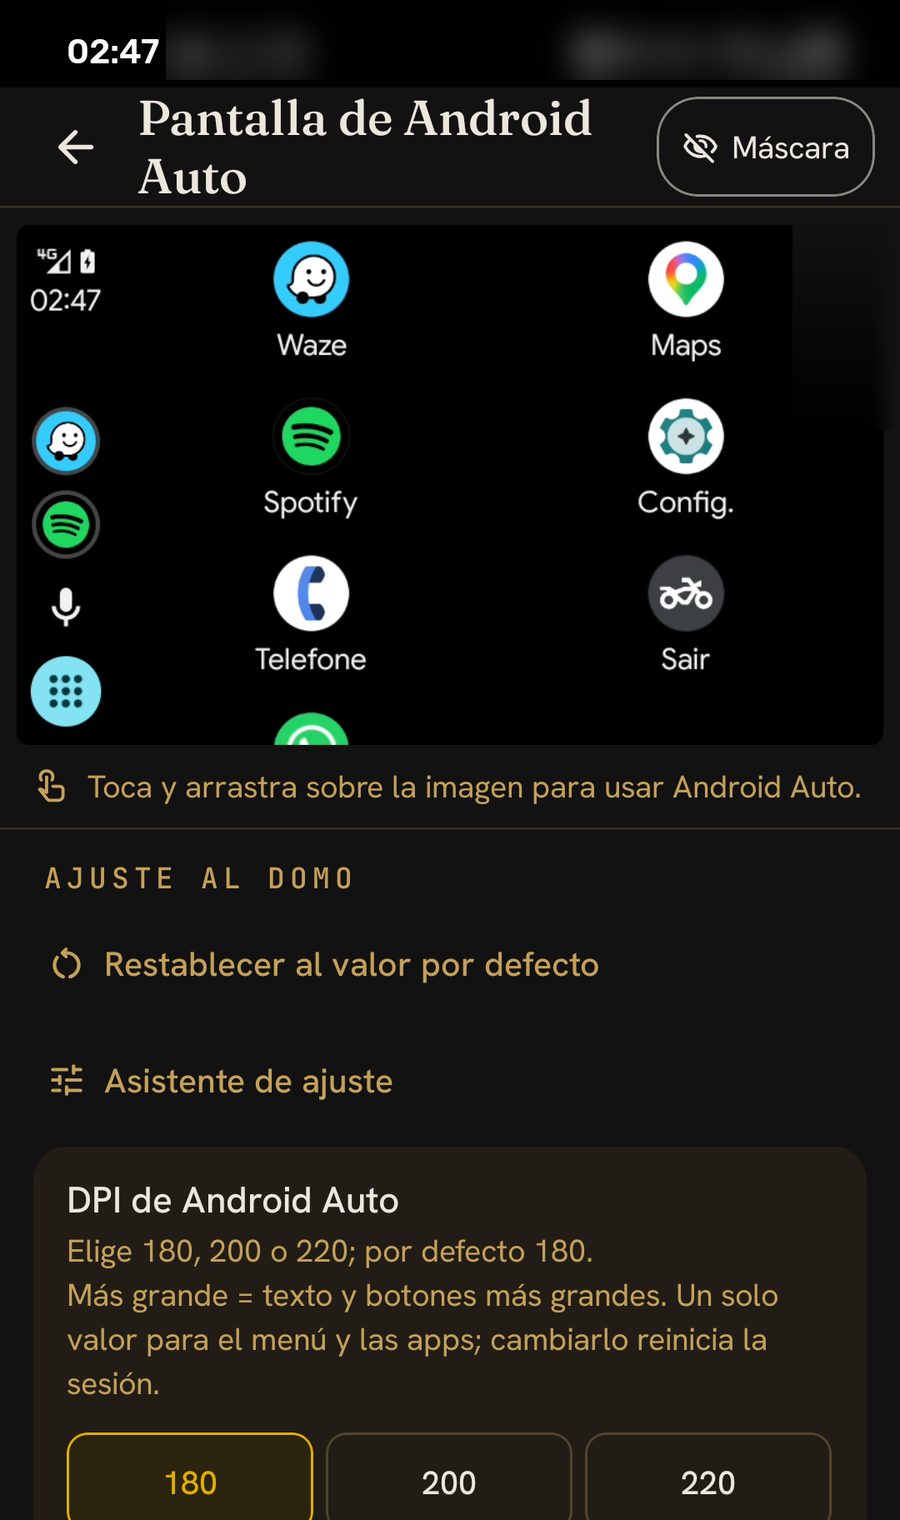 02:47
Pantalla de Android
Auto
Máscara
4G
02:47
Waze
Maps
Spotify
Config.
Telefone
Sair
Toca y arrastra sobre la imagen para usar Android Auto.
AJUSTE AL DOMO
Restablecer al valor por defecto
Asistente de ajuste
DPI de Android Auto
Elige 180, 200 o 220; por defecto 180.
Más grande = texto y botones más grandes. Un solo
valor para el menú y las apps; cambiarlo reinicia la
sesión.
180
200
220